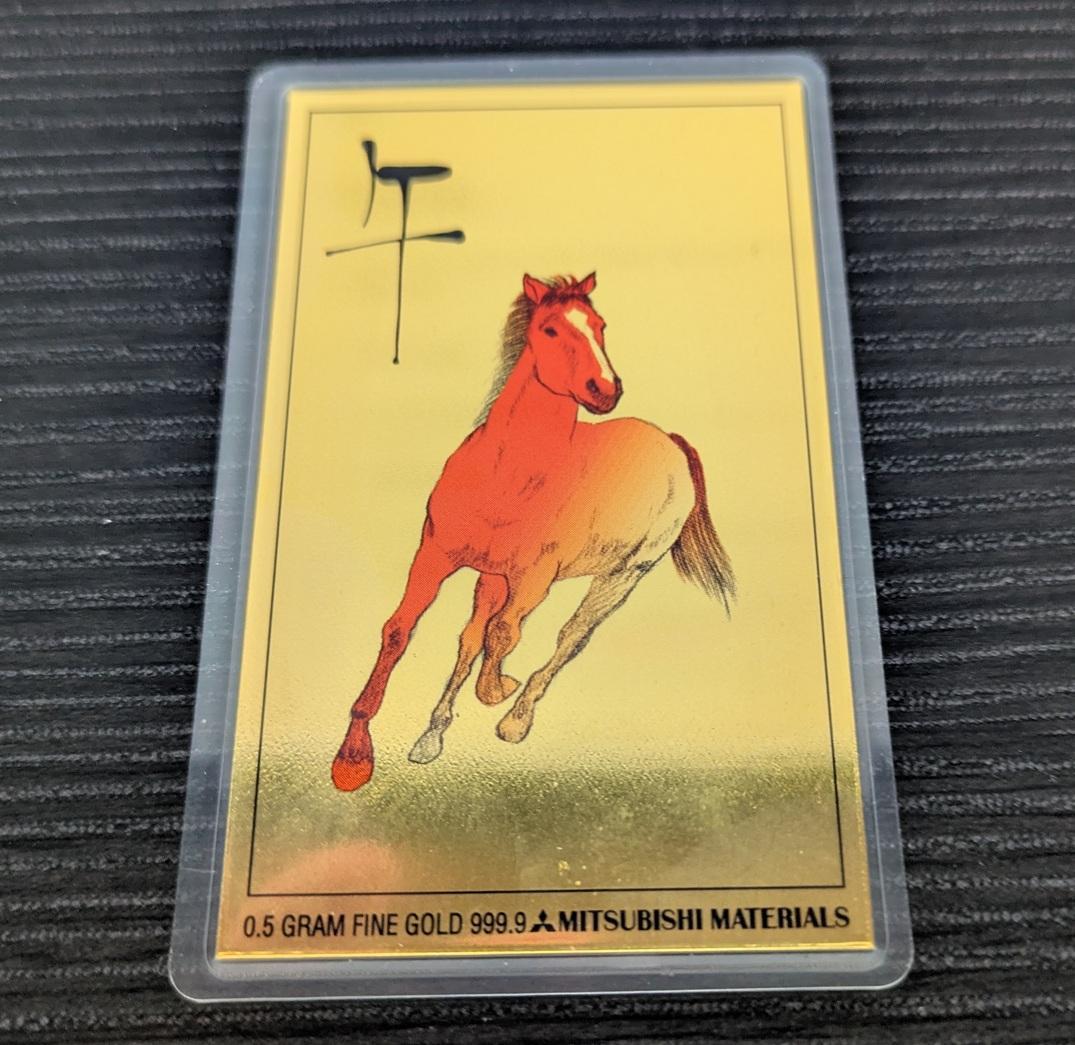 午
0.5 GRAM FINE GOLD 999.9 MITSUBISHI MATERIALS